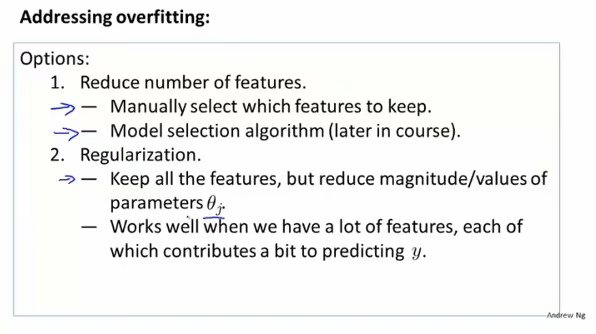 Addressing overfitting:
Options:
1. Reduce number of features.
— Manually select which features to keep.
— Model selection algorithm (later in course).
2. Regularization.
— Keep all the features, but reduce magnitude/values of
parameters θⱼ.
— Works well when we have a lot of features, each of
which contributes a bit to predicting y.
Andrew Ng